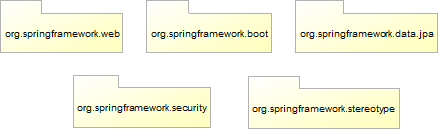 org.springframework.web
org.springframework.boot
org.springframework.data.jpa
org.springframework.security
org.springframework.stereotype